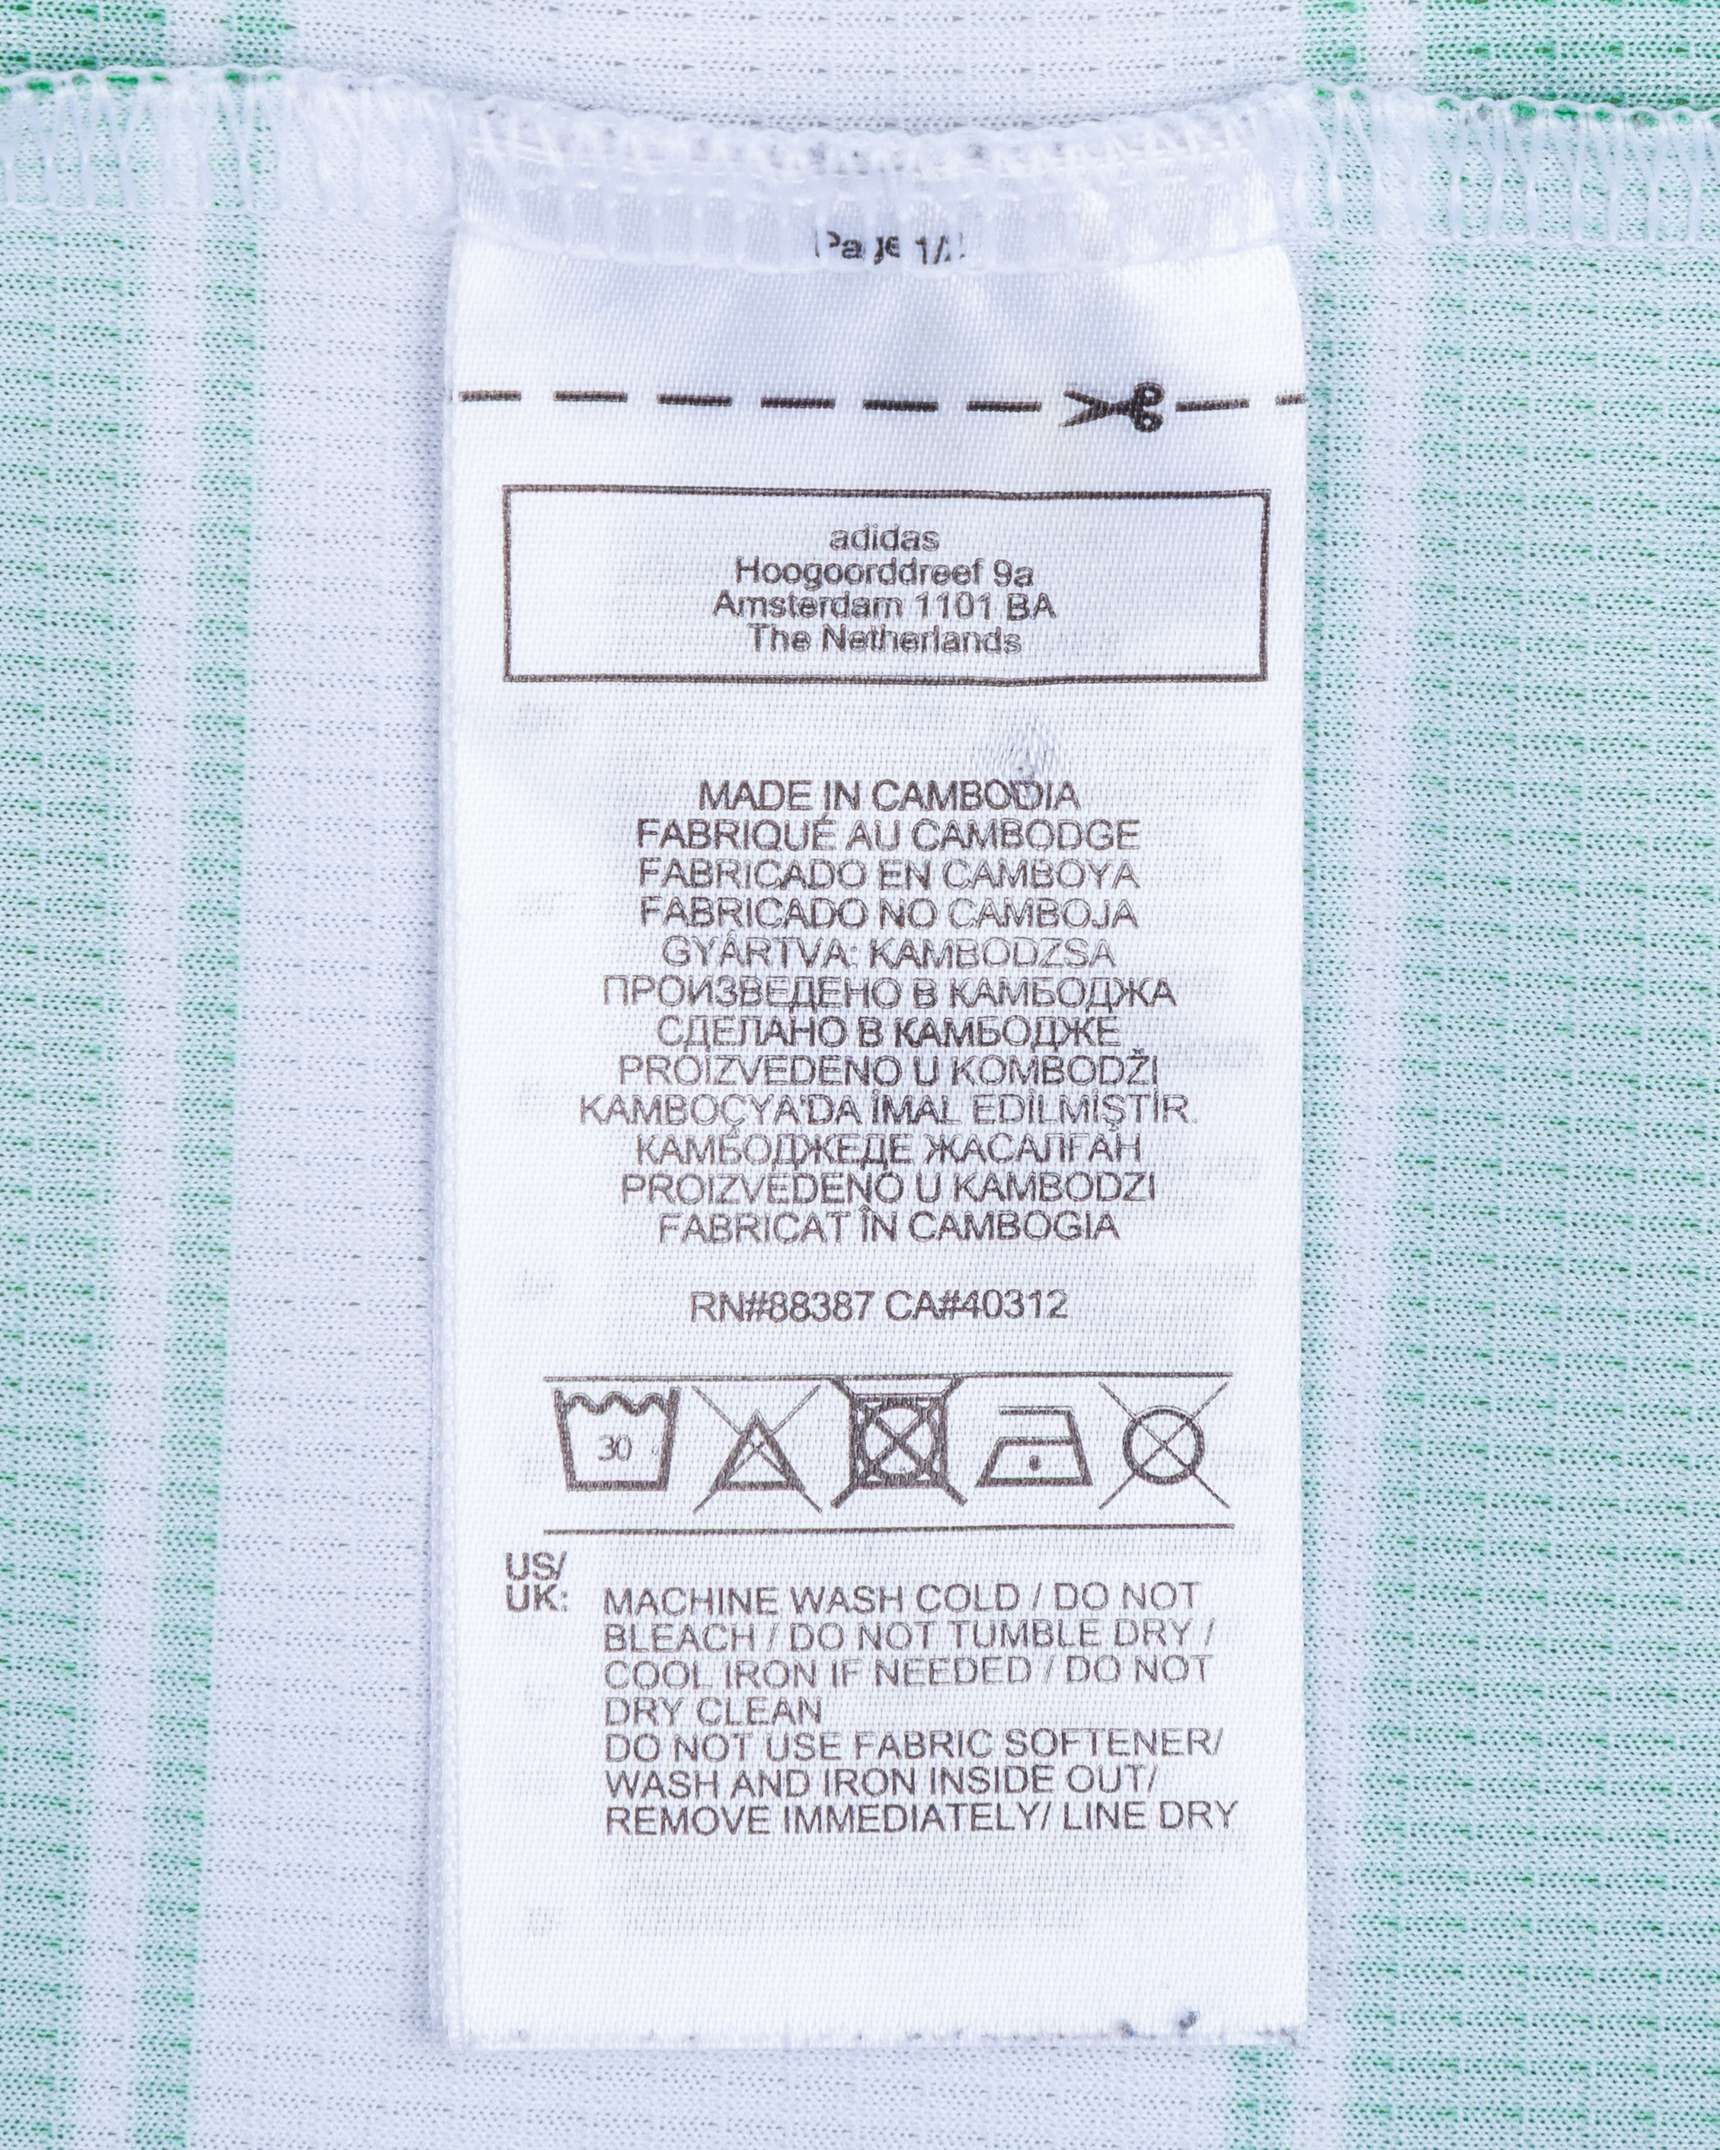 Page 1/
adidas
Hoogoorddreef 9a
Amsterdam 1101 BA
The Netherlands
MADE IN CAMBODIA
FABRIQUÉ AU CAMBODGE
FABRICADO EN CAMBOYA
FABRICADO NO CAMBOJA
GYÁRTVA: KAMBODZSA
ПРОИЗВЕДЕНО В КАМБОДЖА
СДЕЛАНО В КАМБОДЖЕ
PROIZVEDENO U KOMBODŽI
KAMBOÇYA'DA İMAL EDİLMİŞTİR.
КАМБОДЖЕДЕ ЖАСАЛҒАН
PROIZVEDENO U KAMBODZI
FABRICAT ÎN CAMBOGIA
RN#88387 CA#40312
30
US/
UK: MACHINE WASH COLD / DO NOT
BLEACH / DO NOT TUMBLE DRY /
COOL IRON IF NEEDED / DO NOT
DRY CLEAN
DO NOT USE FABRIC SOFTENER/
WASH AND IRON INSIDE OUT/
REMOVE IMMEDIATELY/ LINE DRY